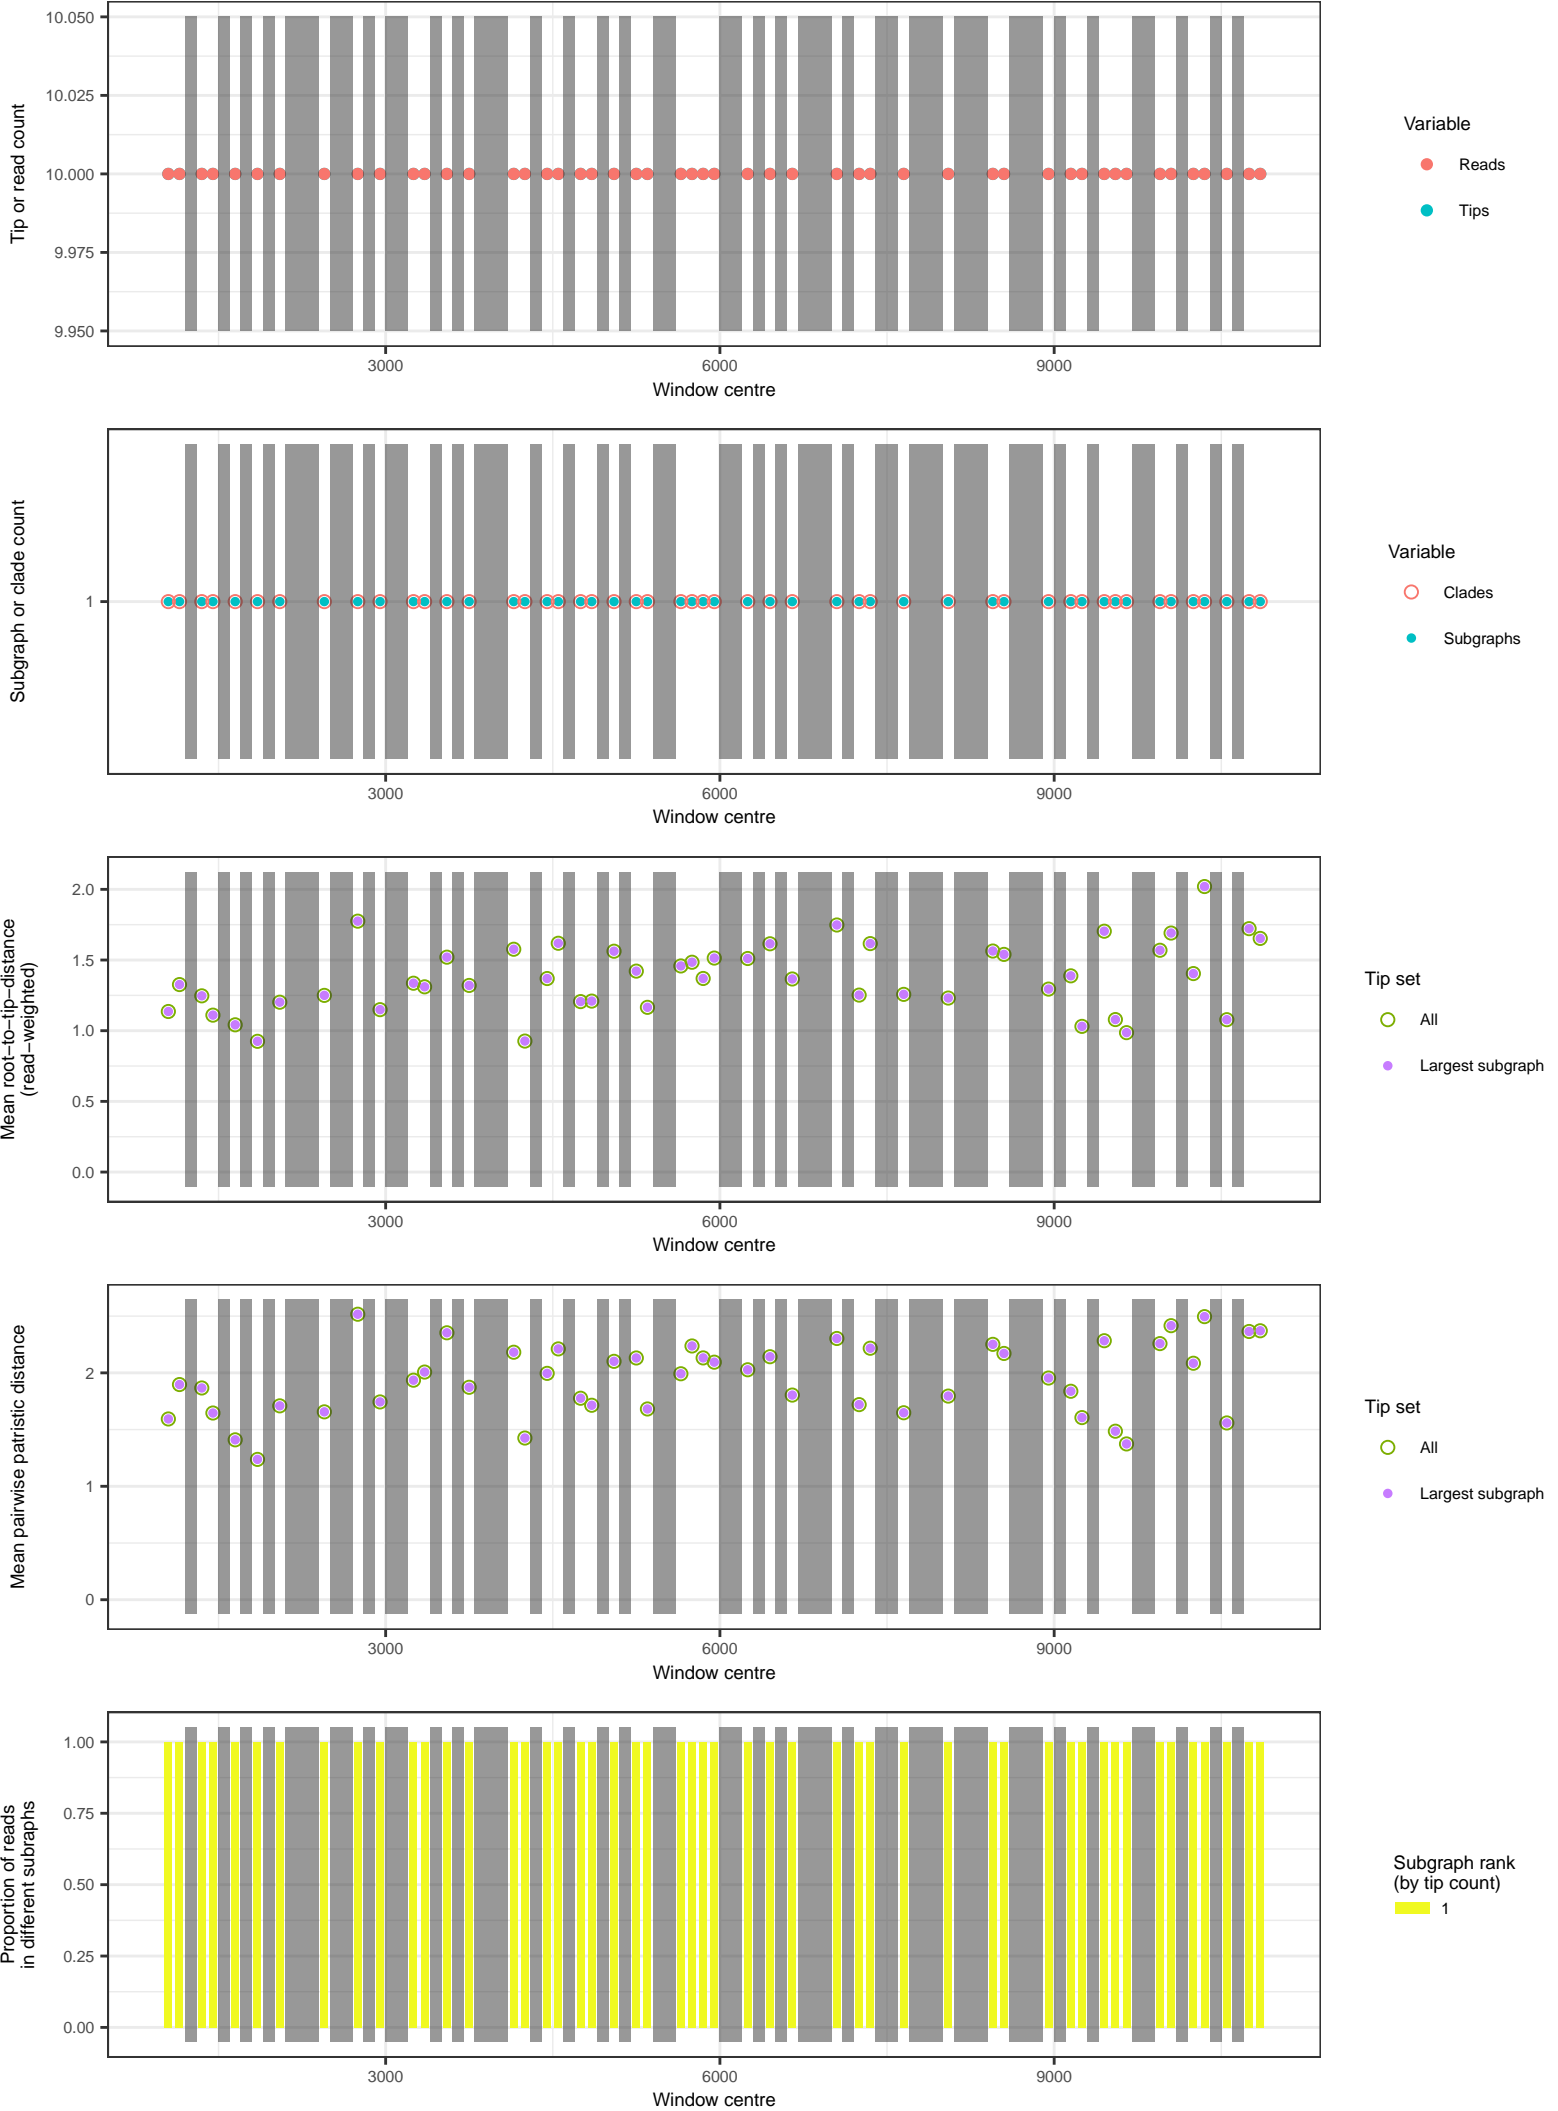 Tip or read count
10.050
10.025
10.000
9.975
9.950
3000
6000
9000
Window centre
Variable
Reads
Tips
Subgraph or clade count
1
3000
6000
9000
Window centre
Variable
Clades
Subgraphs
Mean root−to−tip−distance
(read−weighted)
2.0
1.5
1.0
0.5
0.0
3000
6000
9000
Window centre
Tip set
All
Largest subgraph
Mean pairwise patristic distance
2
1
0
3000
6000
9000
Window centre
Tip set
All
Largest subgraph
Proportion of reads
in different subraphs
1.00
0.75
0.50
0.25
0.00
3000
6000
9000
Window centre
Subgraph rank
(by tip count)
1